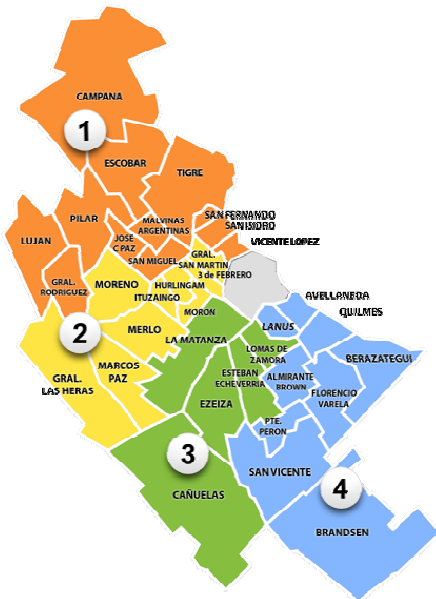 CAMPANA
1
ESCOBAR
TIGRE
PILAR
MALVINAS
ARGENTINAS
SAN FERNANDO
SAN ISIDRO
LUJAN
JOSÉ
C PAZ
VICENTE LOPEZ
SAN MIGUEL
GRAL.
SAN MARTIN
3 de FEBRERO
GRAL.
RODRIGUEZ
MORENO
HURLINGAM
ITUZAINGO
AVELLANEDA
QUILMES
MORÓN
2
MERLO
LANUS
LA MATANZA
LOMAS DE
ZAMORA
BERAZATEGUI
MARCOS
PAZ
ESTEBAN
ECHEVERRIA
ALMIRANTE
BROWN
GRAL.
LAS HERAS
FLORENCIO
VARELA
EZEIZA
PTE.
PERON
3
SAN VICENTE
CAÑUELAS
4
BRANDSEN